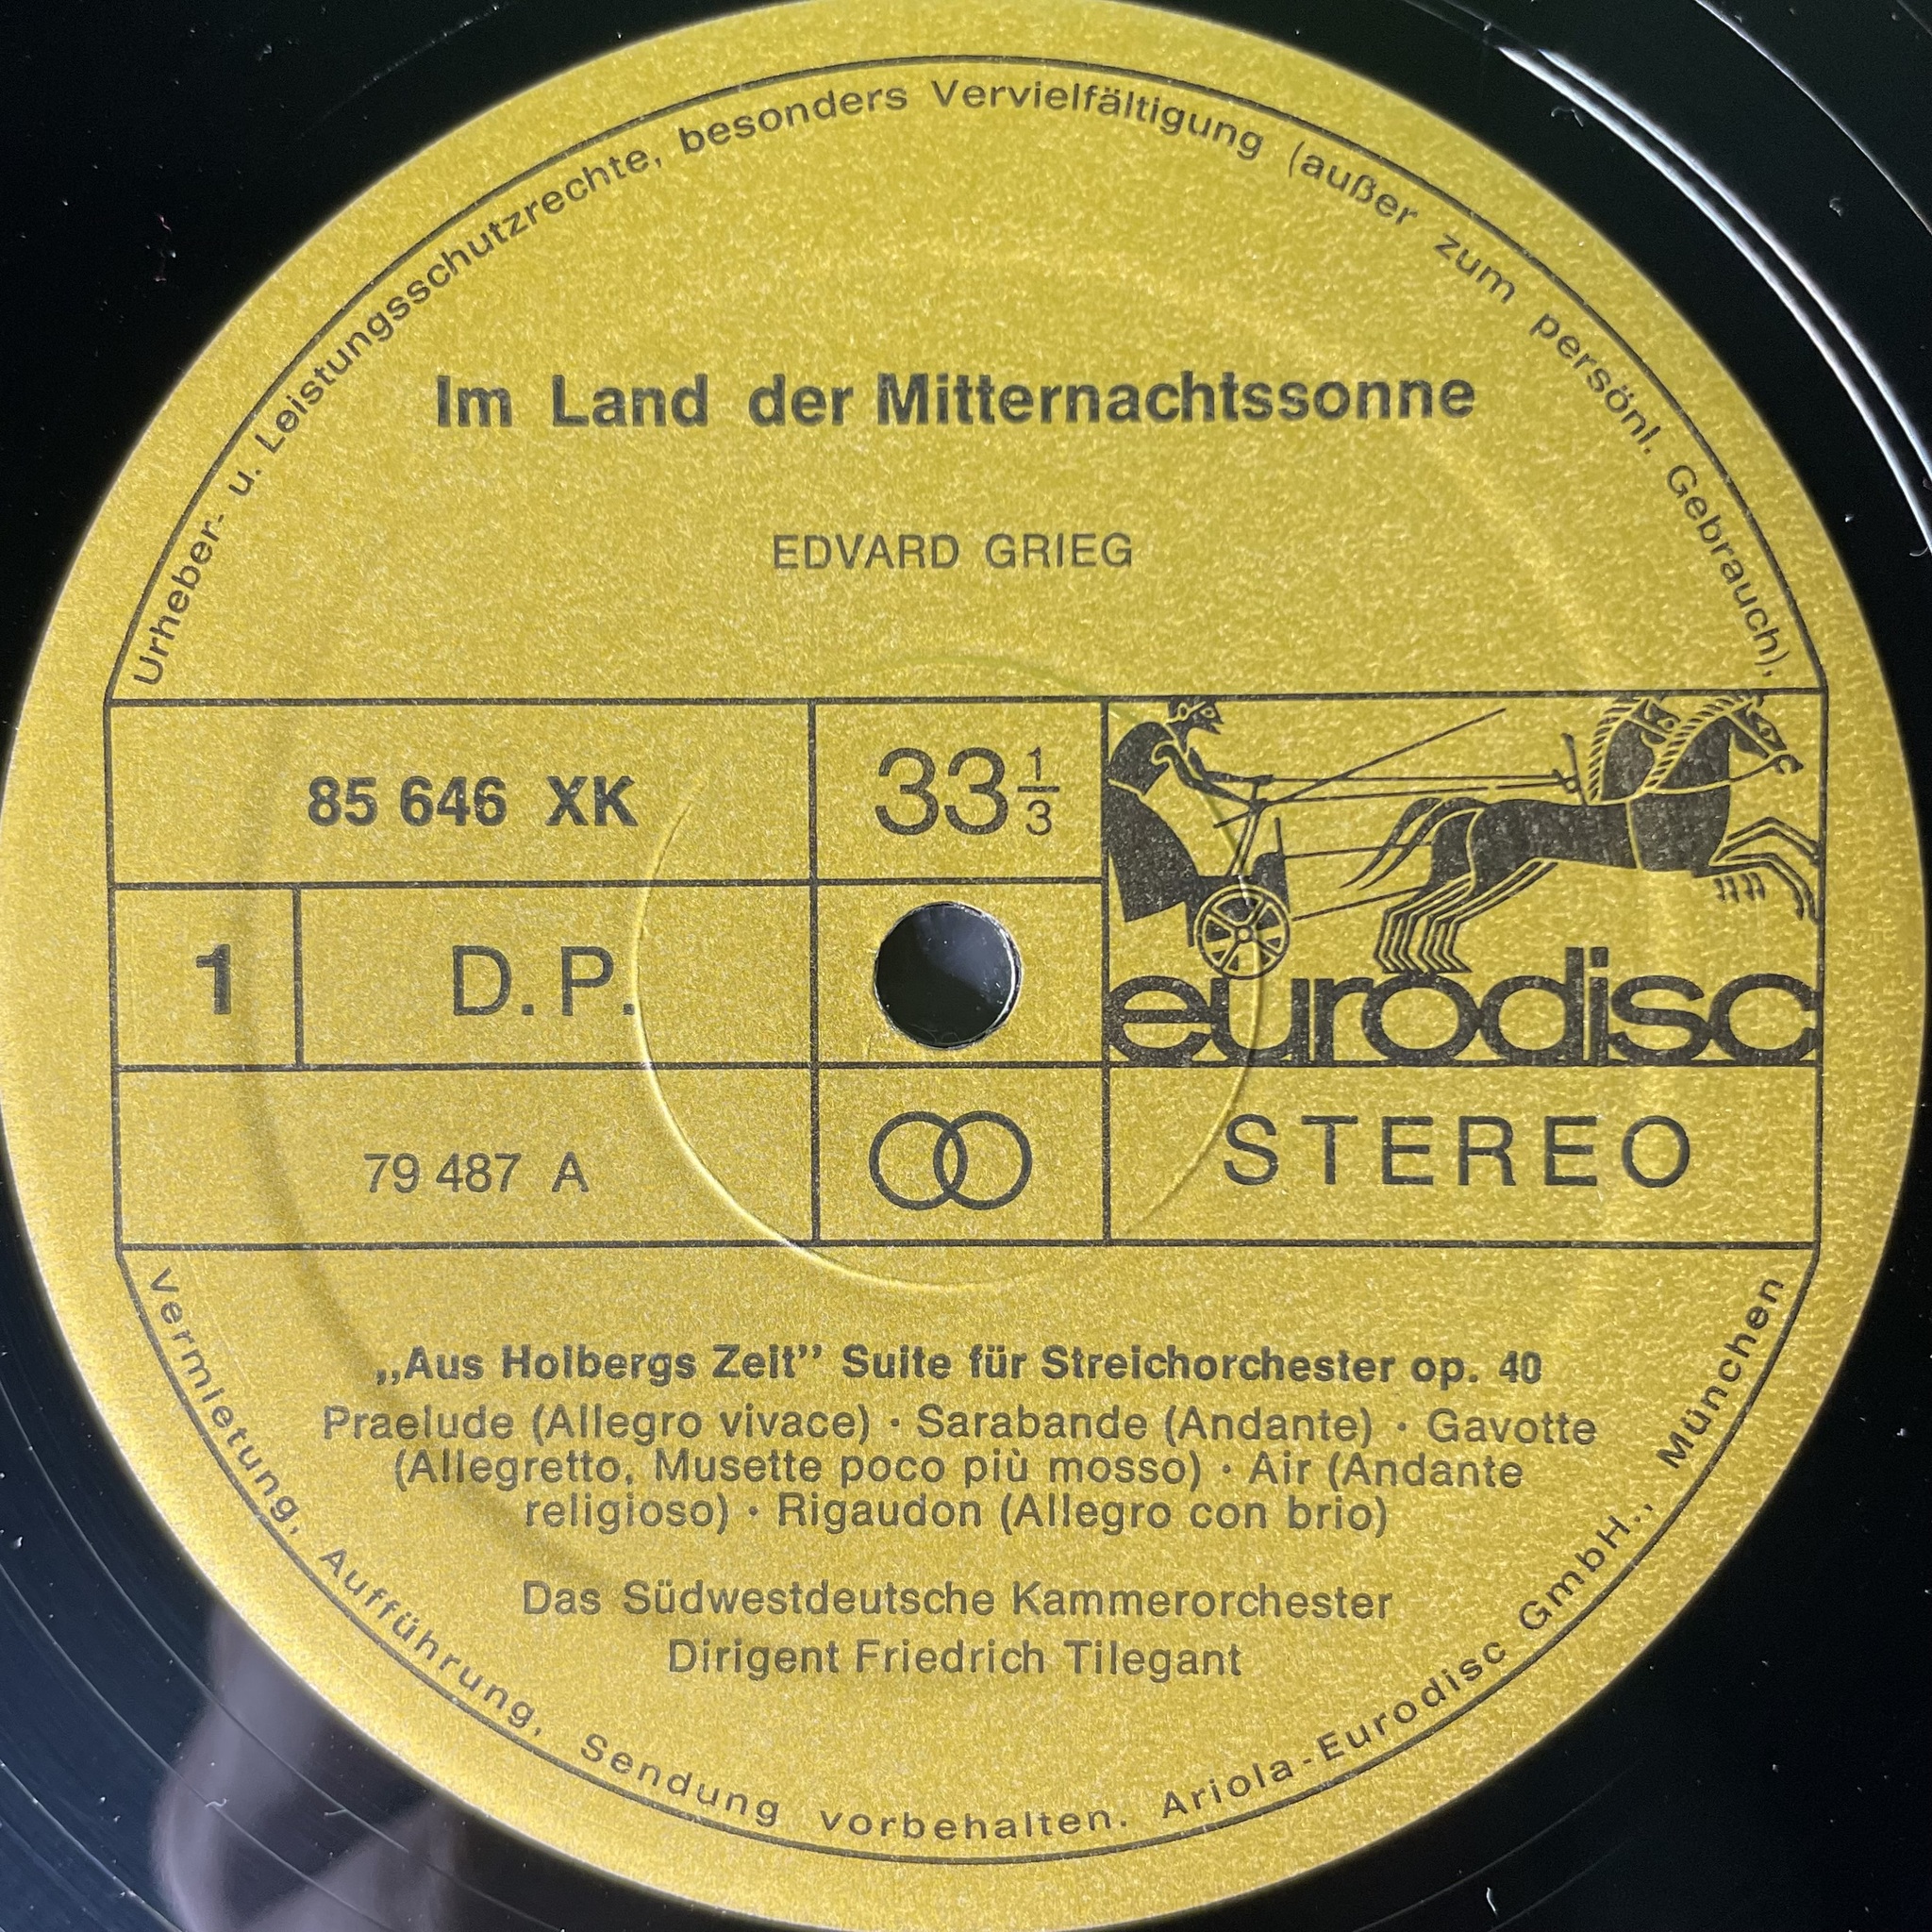 Urheber- u. Leistungsschutzrechte, besonders Vervielfältigung (außer zum persönl. Gebrauch),
Im Land der Mitternachtssonne
EDVARD GRIEG
85 646 XK
33 1/3
1
D. P.
eurodisc
79 487 A
STEREO
„Aus Holbergs Zeit” Suite für Streichorchester op. 40
Praelude (Allegro vivace) · Sarabande (Andante) · Gavotte
(Allegretto, Musette poco più mosso) · Air (Andante
religioso) · Rigaudon (Allegro con brio)
Das Südwestdeutsche Kammerorchester
Dirigent Friedrich Tilegant
Vermietung, Aufführung, Sendung vorbehalten. Ariola-Eurodisc GmbH., München